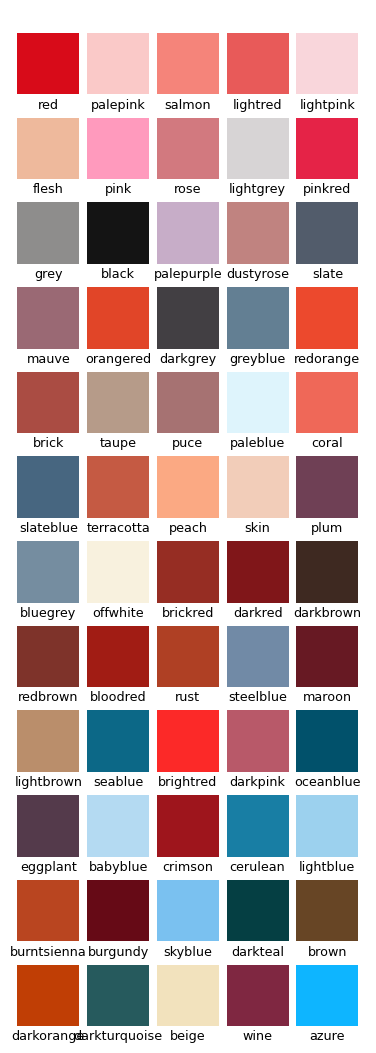 red palepink salmon lightred lightpink
flesh pink rose lightgrey pinkred
grey black palepurple dustyrose slate
mauve orangered darkgrey greyblue redorange
brick taupe puce paleblue coral
slateblue terracotta peach skin plum
bluegrey offwhite brickred darkred darkbrown
redbrown bloodred rust steelblue maroon
lightbrown seablue brightred darkpink oceanblue
eggplant babyblue crimson cerulean lightblue
burntsienna burgundy skyblue darkteal brown
darkorange darkturquoise beige wine azure